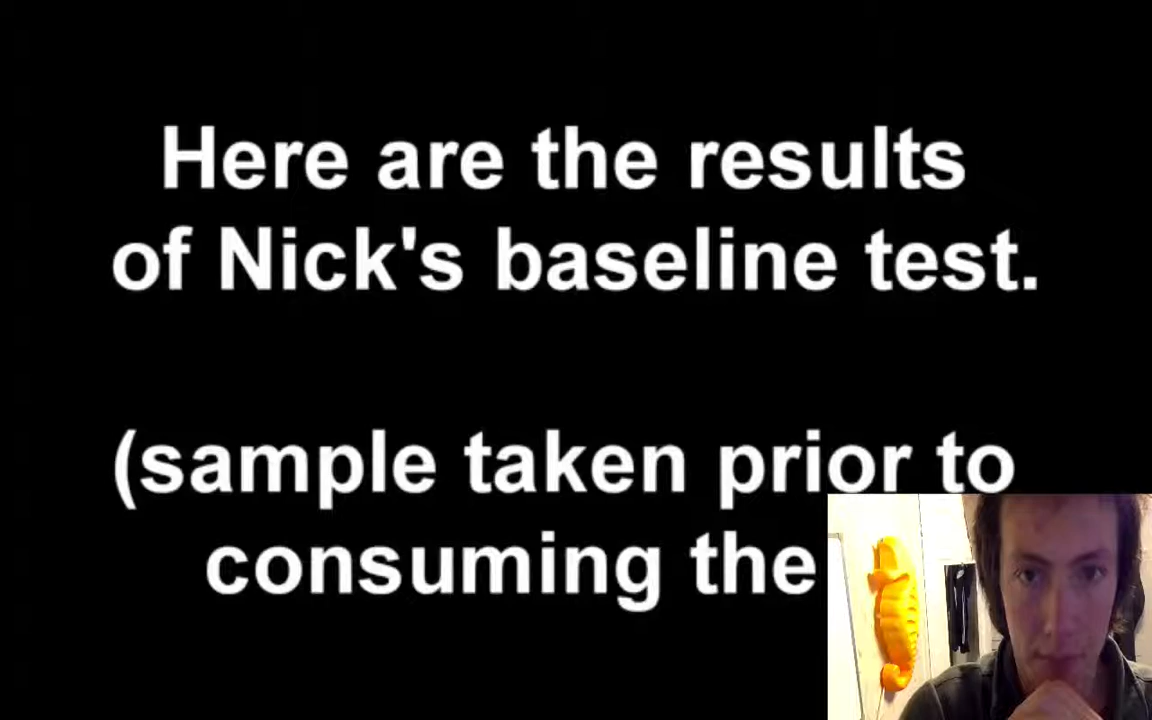 Here are the results
of Nick's baseline test.
(sample taken prior to
consuming the